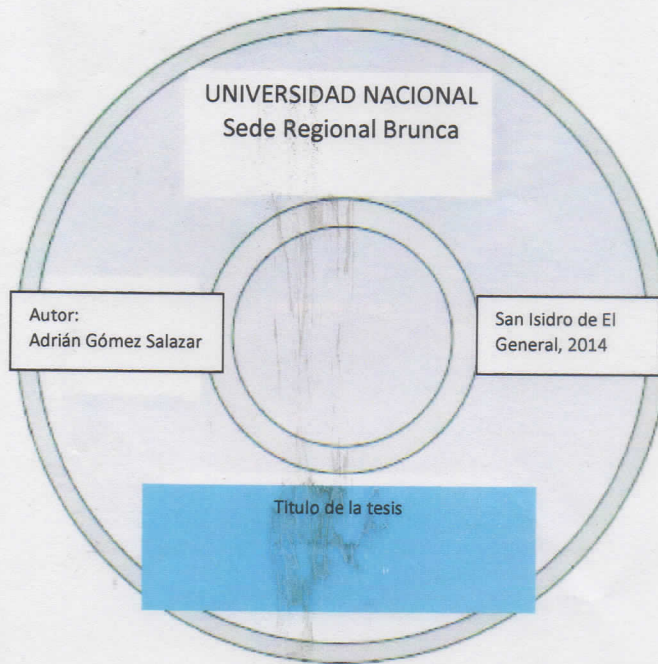 UNIVERSIDAD NACIONAL
Sede Regional Brunca
Autor:
Adrián Gómez Salazar
San Isidro de El
General, 2014
Titulo de la tesis